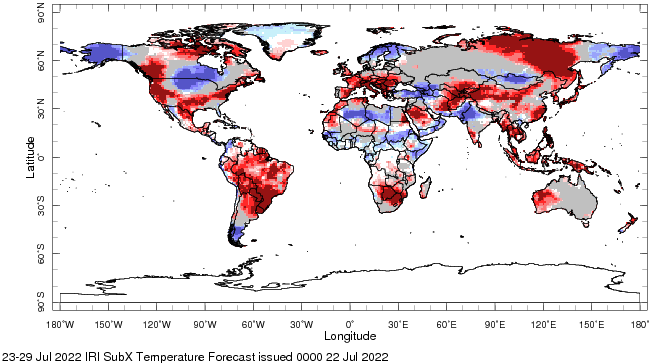 90°N
60°N
30°N
0°
30°S
60°S
90°S
Latitude
180°W 150°W 120°W 90°W 60°W 30°W 0° 30°E 60°E 90°E 120°E 150°E 180°
Longitude
23-29 Jul 2022 IRI SubX Temperature Forecast issued 0000 22 Jul 2022